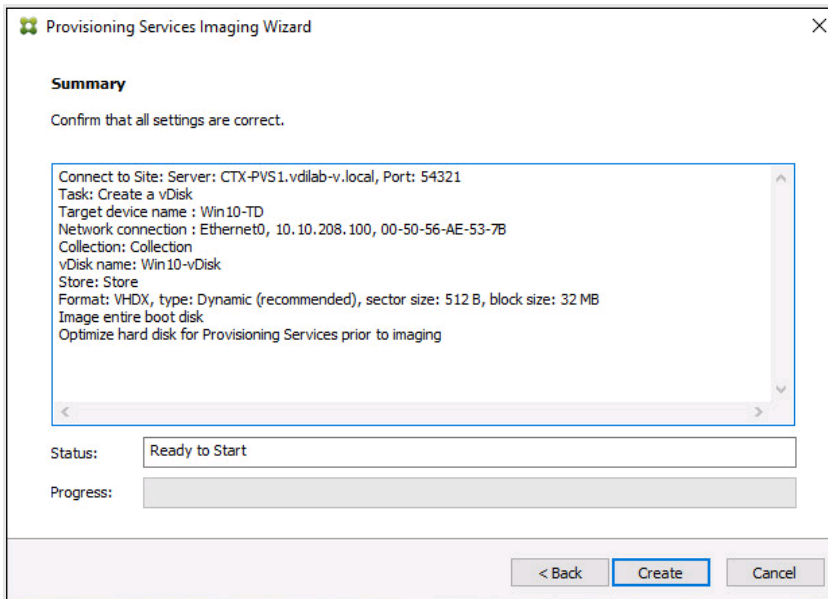 Provisioning Services Imaging Wizard
Summary
Confirm that all settings are correct.
Connect to Site: Server: CTX-PVS1.vdilab-v.local, Port: 54321
Task: Create a vDisk
Target device name : Win10-TD
Network connection : Ethernet0, 10.10.208.100, 00-50-56-AE-53-7B
Collection: Collection
vDisk name: Win10-vDisk
Store: Store
Format: VHDX, type: Dynamic (recommended), sector size: 512 B, block size: 32 MB
Image entire boot disk
Optimize hard disk for Provisioning Services prior to imaging
Status: Ready to Start
Progress:
< Back Create Cancel